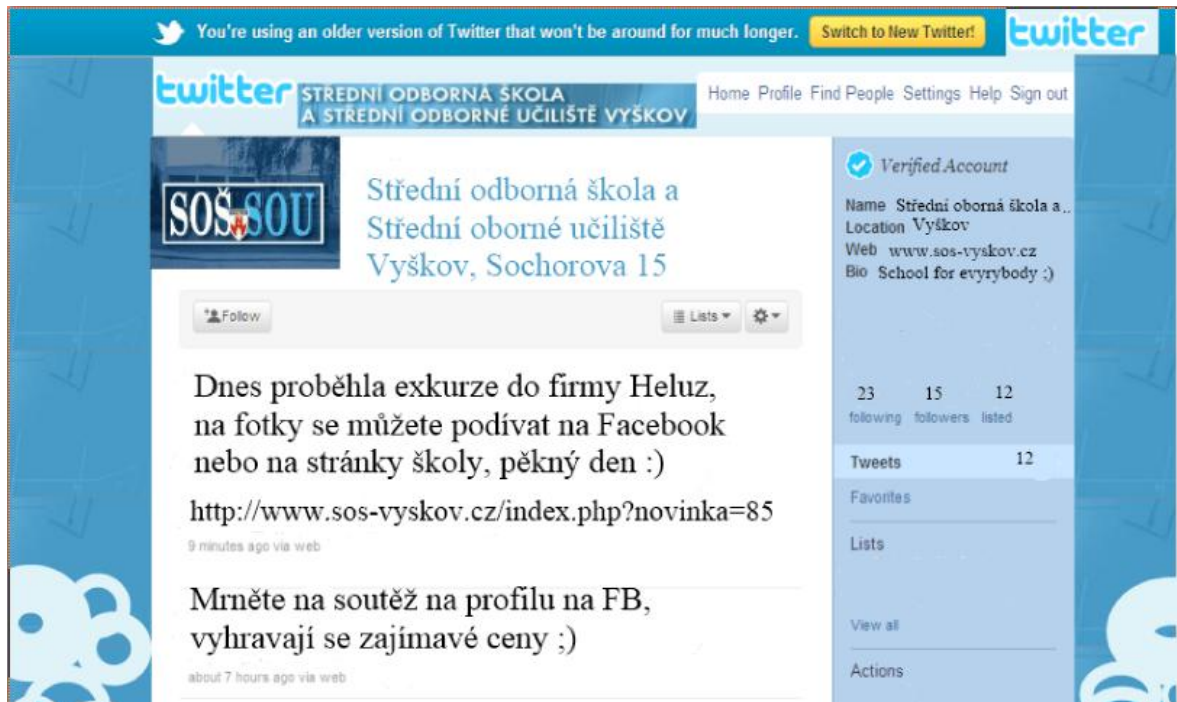 You're using an older version of Twitter that won't be around for much longer. Switch to New Twitter! twitter
twitter STŘEDNÍ ODBORNÁ ŠKOLA
A STŘEDNÍ ODBORNÉ UČILIŠTĚ VYŠKOV
Home Profile Find People Settings Help Sign out
SOŠ SOU
Střední odborná škola a
Střední oborné učiliště
Vyškov, Sochorova 15
Verified Account
Name Střední oborná škola a..
Location Vyškov
Web www.sos-vyskov.cz
Bio School for evyrybody ;)
Follow
Lists
Dnes proběhla exkurze do firmy Heluz,
na fotky se můžete podívat na Facebook
nebo na stránky školy, pěkný den :)
http://www.sos-vyskov.cz/index.php?novinka=85
9 minutes ago via web
Mrněte na soutěž na profilu na FB,
vyhravají se zajímavé ceny ;)
about 7 hours ago via web
23 15 12
following followers listed
Tweets 12
Favorites
Lists
View all
Actions